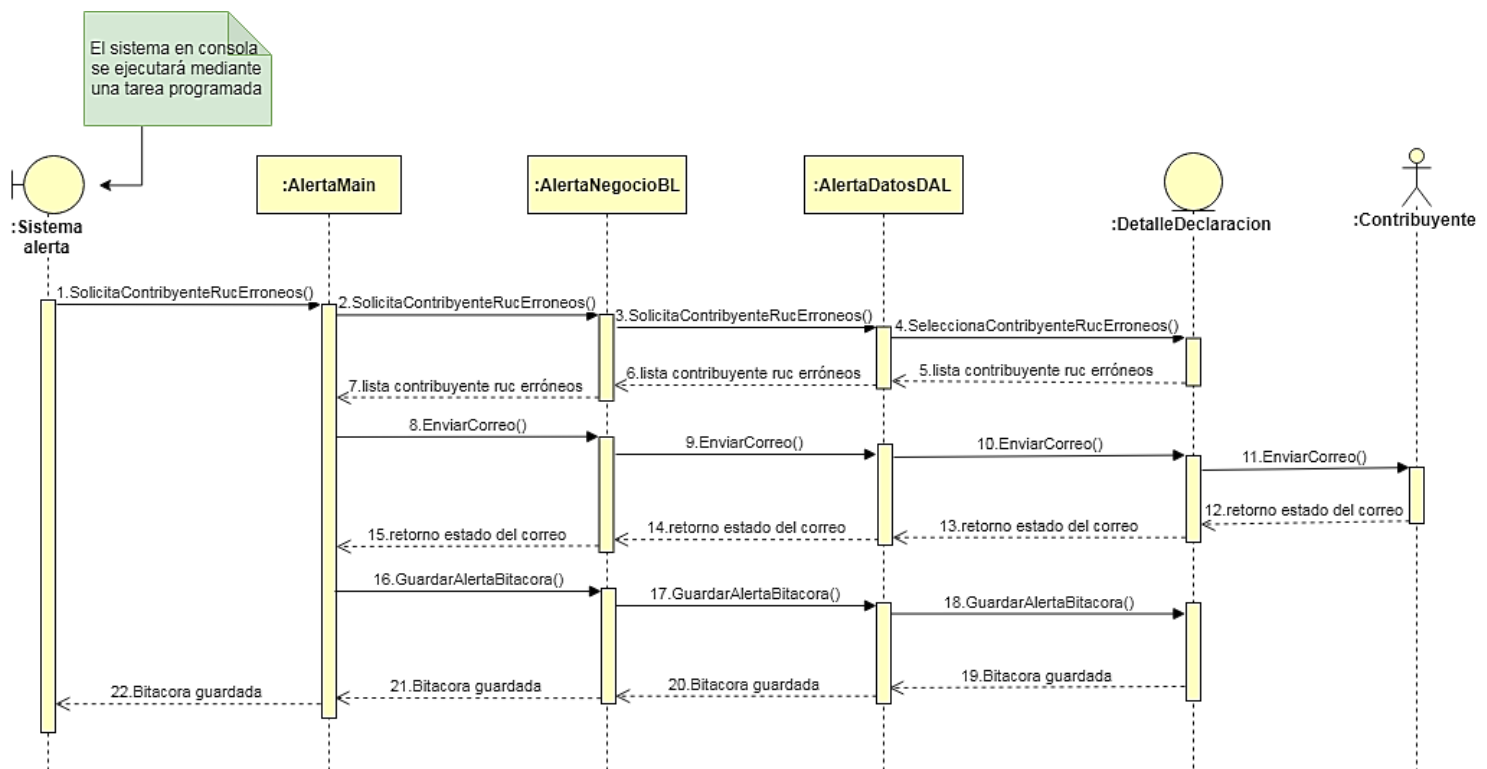 El sistema en consola
se ejecutará mediante
una tarea programada
:Sistema
alerta
:AlertaMain
:AlertaNegocioBL
:AlertaDatosDAL
:DetalleDeclaracion
:Contribuyente
1.SolicitaContribyenteRucErroneos()
2.SolicitaContribyenteRucErroneos()
3.SolicitaContribyenteRucErroneos()
4.SeleccionaContribyenteRucErroneos()
5.lista contribuyente ruc erróneos
6.lista contribuyente ruc erróneos
7.lista contribuyente ruc erróneos
8.EnviarCorreo()
9.EnviarCorreo()
10.EnviarCorreo()
11.EnviarCorreo()
12.retorno estado del correo
13.retorno estado del correo
14.retorno estado del correo
15.retorno estado del correo
16.GuardarAlertaBitacora()
17.GuardarAlertaBitacora()
18.GuardarAlertaBitacora()
19.Bitacora guardada
20.Bitacora guardada
21.Bitacora guardada
22.Bitacora guardada